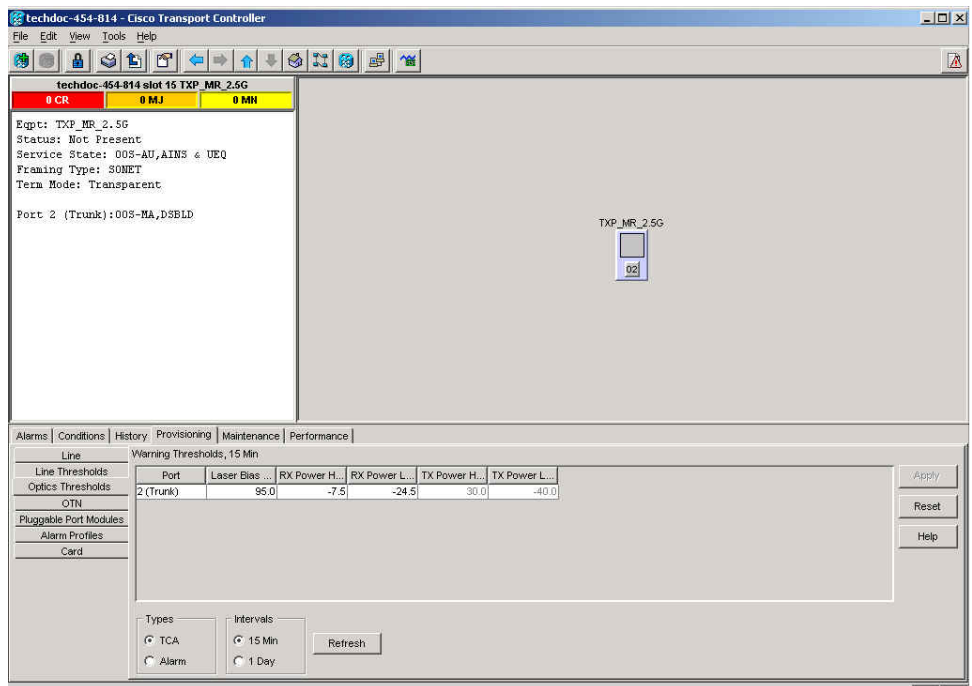 techdoc-454-814 - Cisco Transport Controller
File Edit View Tools Help
techdoc-454-814 slot 15 TXP_MR_2.5G
0 CR 0 MJ 0 MN
Eqpt: TXP_MR_2.5G
Status: Not Present
Service State: OOS-AU,AINS & UEQ
Framing Type: SONET
Term Mode: Transparent
Port 2 (Trunk):OOS-MA,DSBLD
TXP_MR_2.5G
02
Alarms Conditions History Provisioning Maintenance Performance
Line
Line Thresholds
Optics Thresholds
OTN
Pluggable Port Modules
Alarm Profiles
Card
Warning Thresholds, 15 Min
Port Laser Bias ... RX Power H... RX Power L... TX Power H... TX Power L...
2 (Trunk) 95.0 -7.5 -24.5 30.0 -40.0
Apply
Reset
Help
Types
TCA
Alarm
Intervals
15 Min
1 Day
Refresh